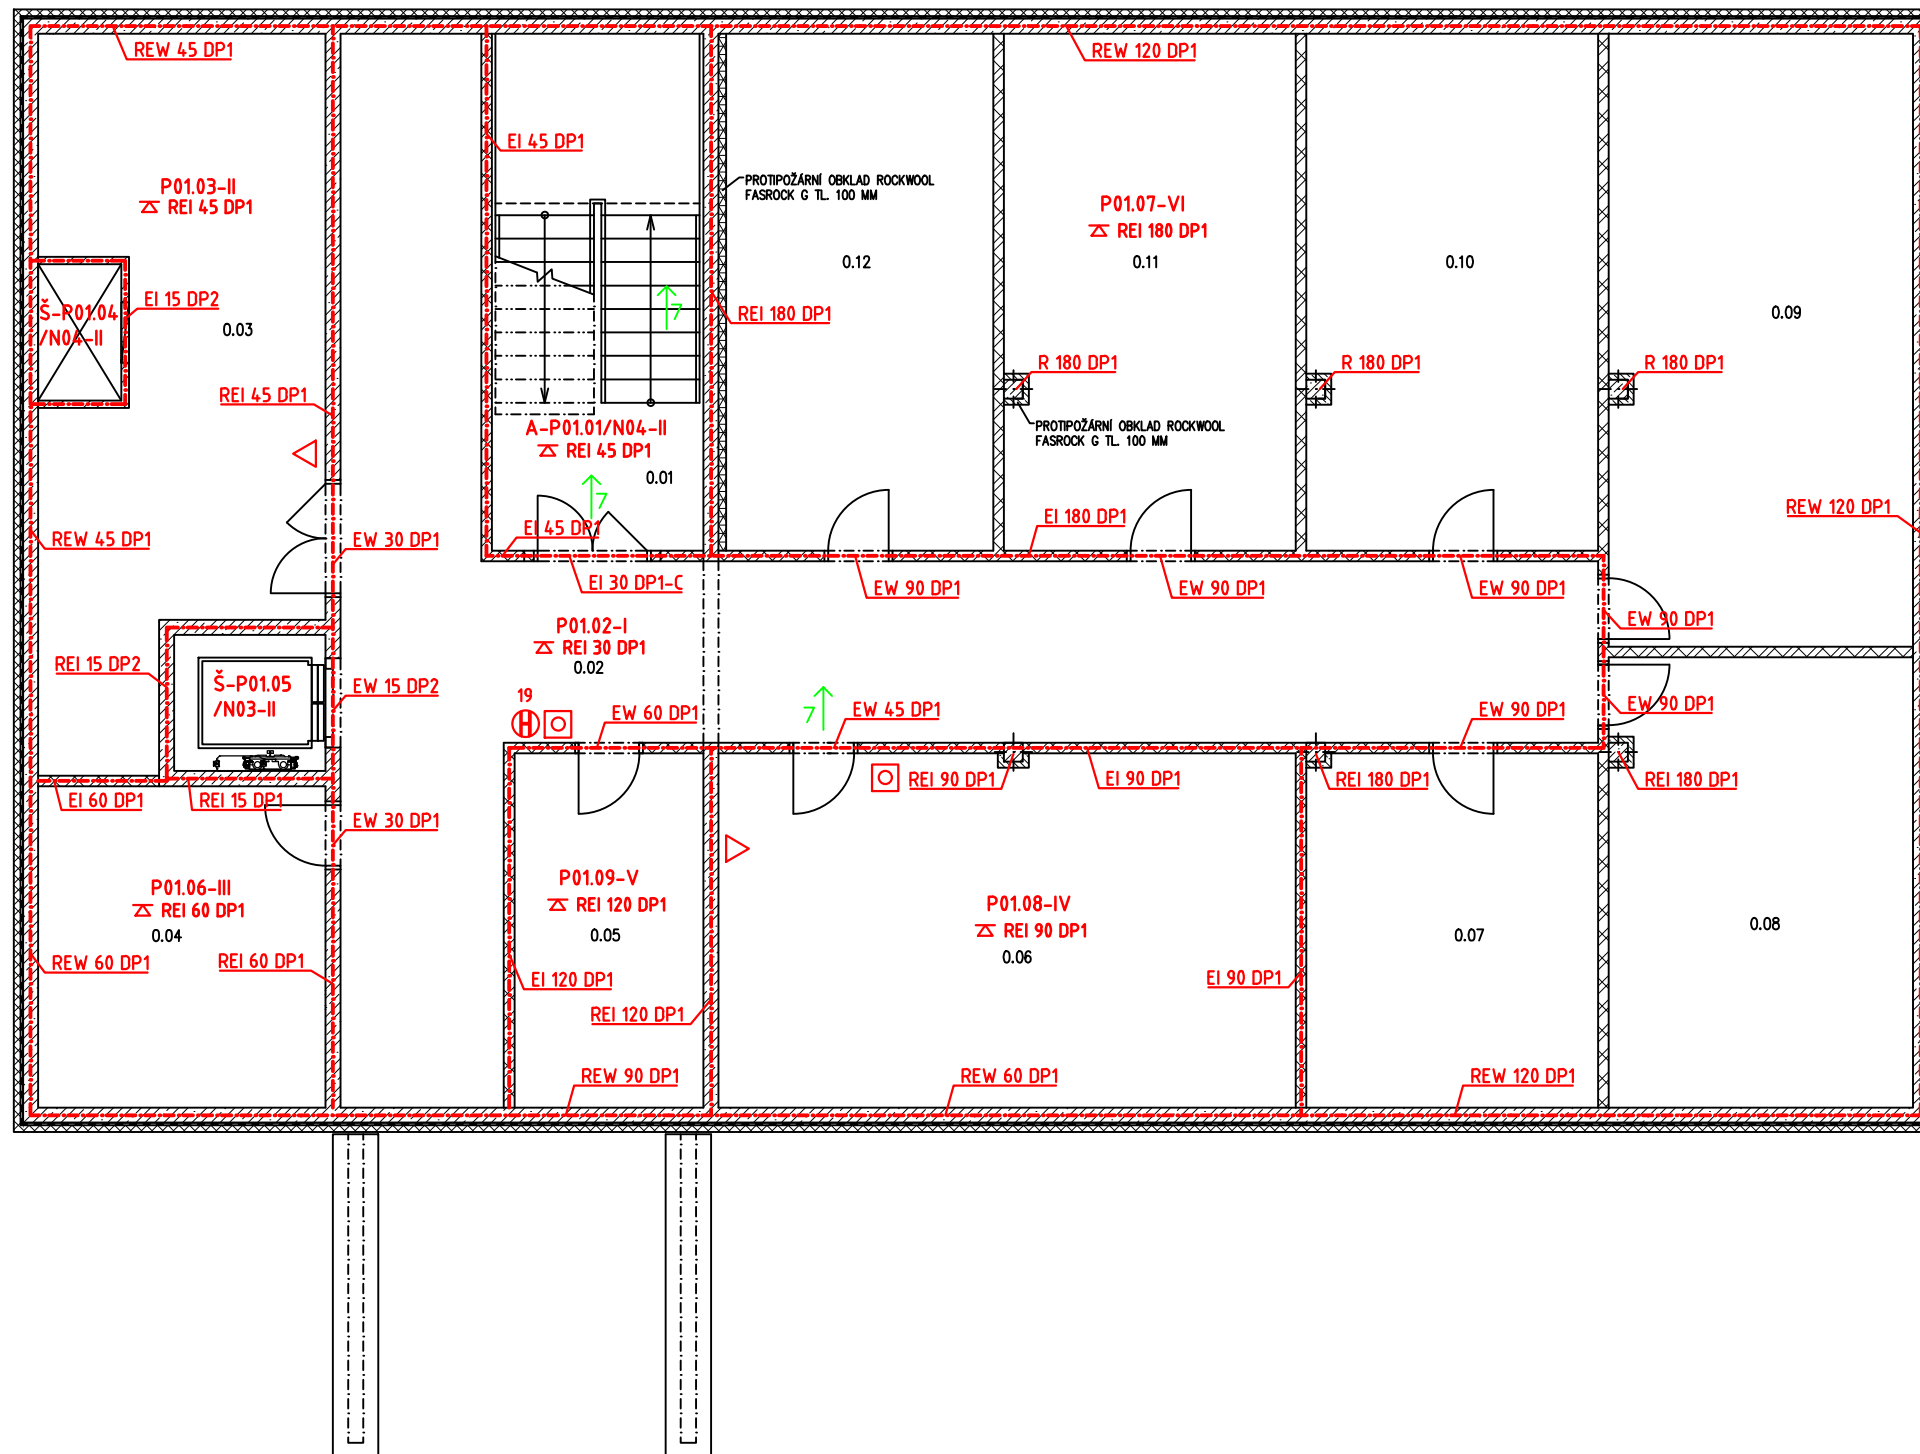 REW 45 DP1
REW 120 DP1
EI 45 DP1
P01.03-II
REI 45 DP1
PROTIPOŽÁRNÍ OBKLAD ROCKWOOL
FASROCK G TL. 100 MM
P01.07-VI
REI 180 DP1
0.12
0.11
0.10
0.09
EI 15 DP2
Š-P01.04
/N04-II
0.03
7
REI 180 DP1
R 180 DP1
R 180 DP1
R 180 DP1
REI 45 DP1
PROTIPOŽÁRNÍ OBKLAD ROCKWOOL
FASROCK G TL. 100 MM
A-P01.01/N04-II
REI 45 DP1
0.01
7
REW 45 DP1
EW 30 DP1
EI 45 DP1
EI 180 DP1
REW 120 DP1
EI 30 DP1-C
EW 90 DP1
EW 90 DP1
EW 90 DP1
EW 90 DP1
P01.02-I
REI 30 DP1
0.02
REI 15 DP2
Š-P01.05
/N03-II
EW 15 DP2
19
H
EW 60 DP1
7
EW 45 DP1
EW 90 DP1
EW 90 DP1
REI 90 DP1
EI 90 DP1
REI 180 DP1
REI 180 DP1
EI 60 DP1
REI 15 DP1
EW 30 DP1
P01.06-III
REI 60 DP1
0.04
P01.09-V
REI 120 DP1
0.05
P01.08-IV
REI 90 DP1
0.06
0.07
0.08
REW 60 DP1
REI 60 DP1
EI 120 DP1
REI 120 DP1
EI 90 DP1
REW 90 DP1
REW 60 DP1
REW 120 DP1